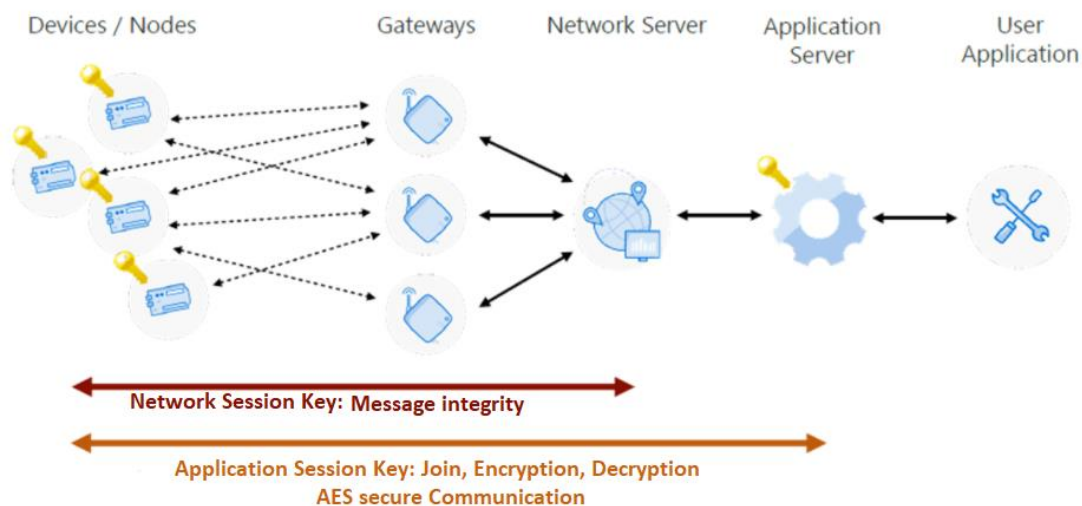 Devices / Nodes
Gateways
Network Server
Application
Server
User
Application
Network Session Key: Message integrity
Application Session Key: Join, Encryption, Decryption
AES secure Communication